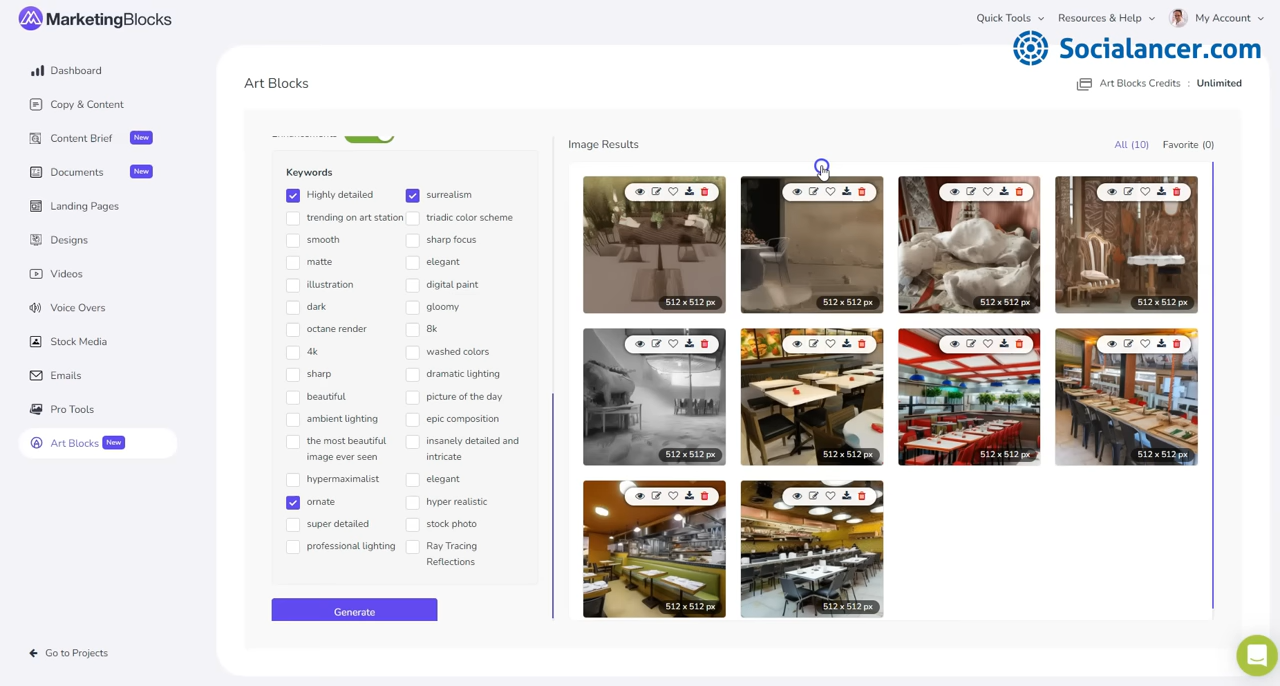 MarketingBlocks
Quick Tools
Resources & Help
My Account
Socialancer.com
Dashboard
Copy & Content
Content Brief New
Documents New
Landing Pages
Designs
Videos
Voice Overs
Stock Media
Emails
Pro Tools
Art Blocks New
Go to Projects
Art Blocks
Art Blocks Credits : Unlimited
Keywords
Highly detailed
surrealism
trending on art station
triadic color scheme
smooth
sharp focus
matte
elegant
illustration
digital paint
dark
gloomy
octane render
8k
4k
washed colors
sharp
dramatic lighting
beautiful
picture of the day
ambient lighting
epic composition
the most beautiful
image ever seen
insanely detailed and
intricate
hypermaximalist
elegant
ornate
hyper realistic
super detailed
stock photo
professional lighting
Ray Tracing
Reflections
Generate
Image Results
All (10)
Favorite (0)
512 x 512 px
512 x 512 px
512 x 512 px
512 x 512 px
512 x 512 px
512 x 512 px
512 x 512 px
512 x 512 px
512 x 512 px
512 x 512 px